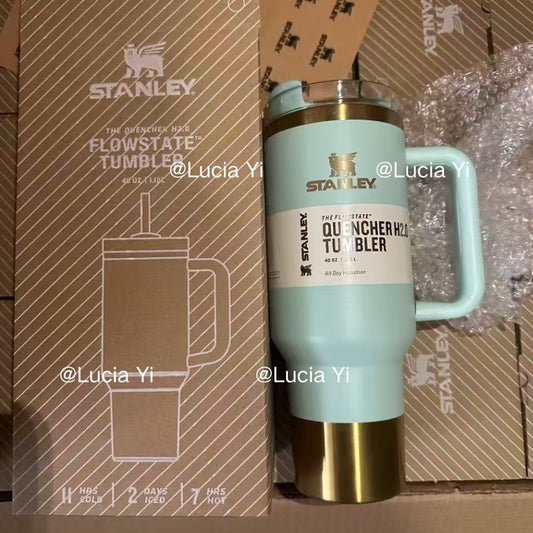 STANLEY
THE QUENCHER H2.0
FLOWSTATE™
TUMBLER
40 OZ | 1.18L
@Lucia Yi
@Lucia Yi
11 HRS COLD
2 DAYS ICED
7 HRS HOT
STANLEY
@Lucia Yi
STANLEY
THE FLOWSTATE™
QUENCHER H2.0
TUMBLER
40 OZ
All Day Hydration
@Lucia Yi
STANLEY
STANLEY
STANLEY